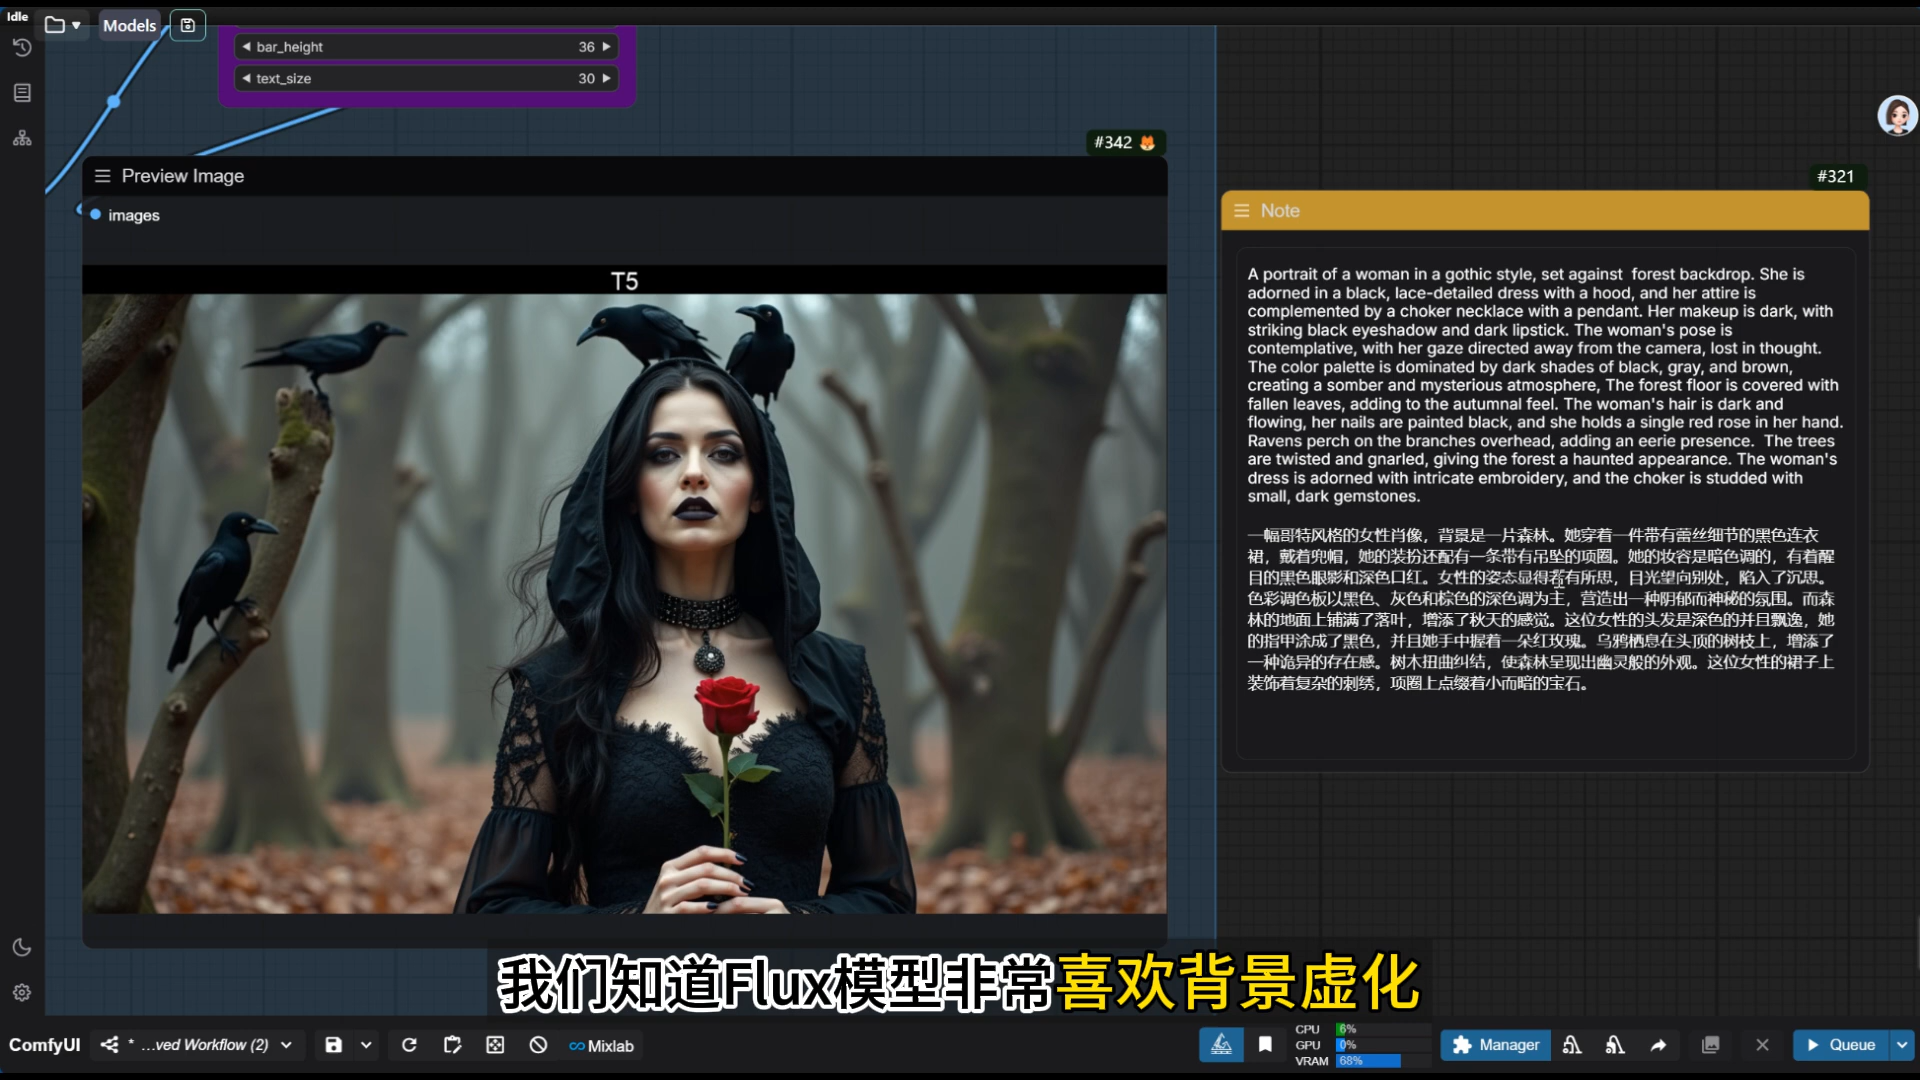 Idle
Models
bar_height 36
text_size 30
#342
Preview Image
images
T5
#321
Note
A portrait of a woman in a gothic style, set against  forest backdrop. She is
adorned in a black, lace-detailed dress with a hood, and her attire is
complemented by a choker necklace with a pendant. Her makeup is dark, with
striking black eyeshadow and dark lipstick. The woman's pose is
contemplative, with her gaze directed away from the camera, lost in thought.
The color palette is dominated by dark shades of black, gray, and brown,
creating a somber and mysterious atmosphere, The forest floor is covered with
fallen leaves, adding to the autumnal feel. The woman's hair is dark and
flowing, her nails are painted black, and she holds a single red rose in her hand.
Ravens perch on the branches overhead, adding an eerie presence.  The trees
are twisted and gnarled, giving the forest a haunted appearance. The woman's
dress is adorned with intricate embroidery, and the choker is studded with
small, dark gemstones.
一幅哥特风格的女性肖像，背景是一片森林。她穿着一件带有蕾丝细节的黑色连衣
裙，戴着兜帽，她的装扮还配有一条带有吊坠的项圈。她的妆容是暗色调的，有着醒
目的黑色眼影和深色口红。女性的姿态显得若有所思，目光望向别处，陷入了沉思。
色彩调色板以黑色、灰色和棕色的深色调为主，营造出一种阴郁而神秘的氛围。而森
林的地面上铺满了落叶，增添了秋天的感觉。这位女性的头发是深色的并且飘逸，她
的指甲涂成了黑色，并且她手中握着一朵红玫瑰。乌鸦栖息在头顶的树枝上，增添了
一种诡异的存在感。树木扭曲纠结，使森林呈现出幽灵般的外观。这位女性的裙子上
装饰着复杂的刺绣，项圈上点缀着小而暗的宝石。
我们知道Flux模型非常喜欢背景虚化
ComfyUI
* ...ved Workflow (2)
Mixlab
CPU 6%
GPU 0%
VRAM 68%
Manager
Queue